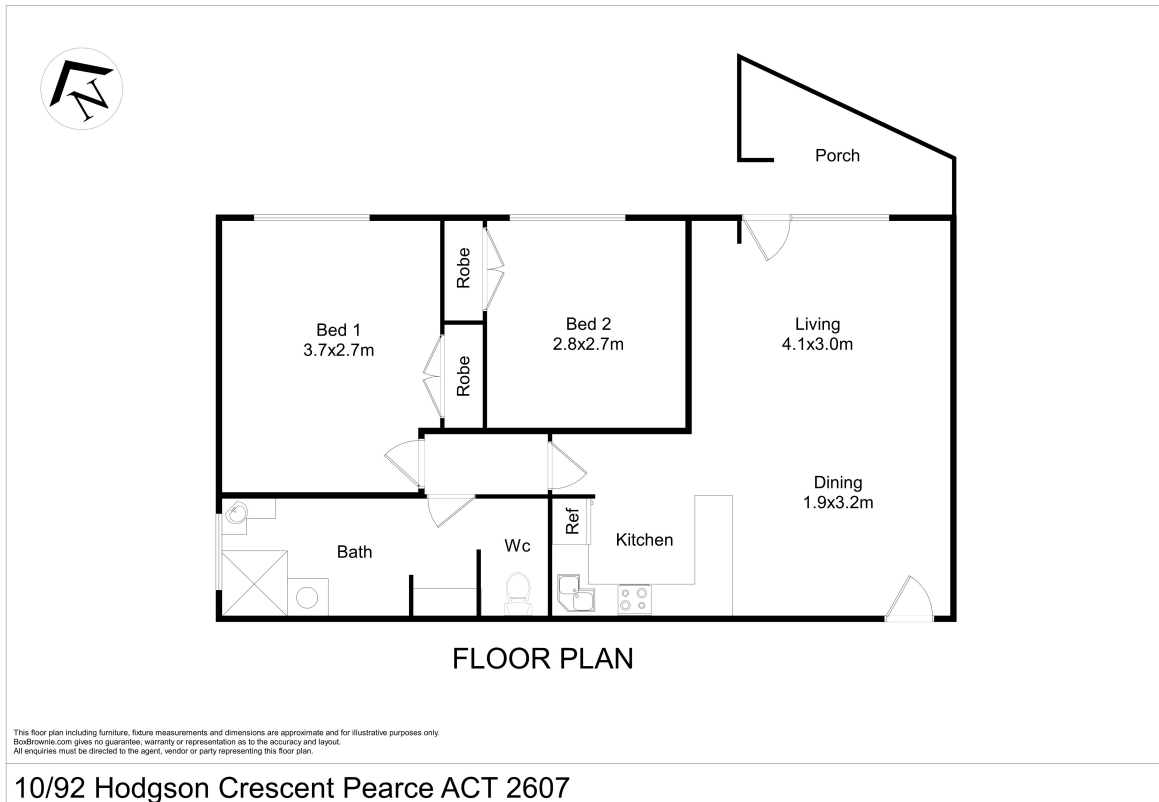 N
Porch
Robe
Bed 1
3.7x2.7m
Bed 2
2.8x2.7m
Living
4.1x3.0m
Robe
Dining
1.9x3.2m
Ref
Kitchen
Wc
Bath
FLOOR PLAN
This floor plan including furniture, fixture measurements and dimensions are approximate and for illustrative purposes only.
BoxBrownie.com gives no guarantee, warranty or representation as to the accuracy and layout.
All enquiries must be directed to the agent, vendor or party representing this floor plan.
10/92 Hodgson Crescent Pearce ACT 2607